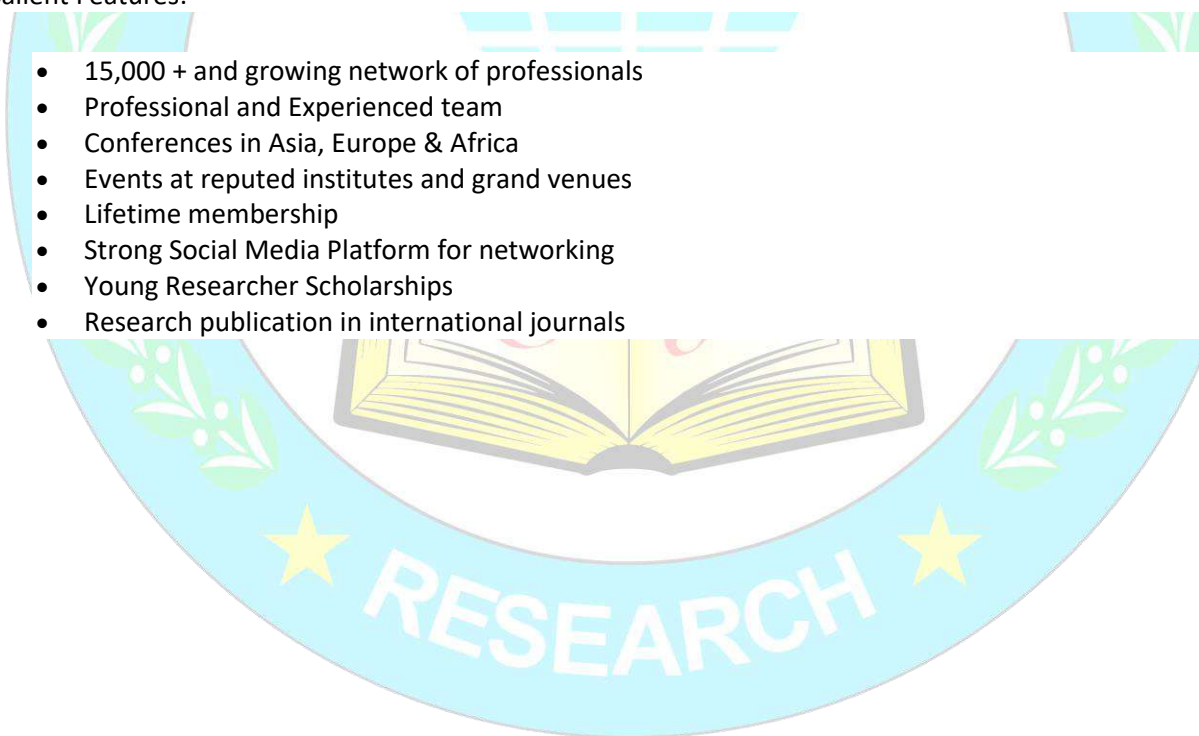 Features:
• 15,000 + and growing network of professionals
• Professional and Experienced team
• Conferences in Asia, Europe & Africa
• Events at reputed institutes and grand venues
• Lifetime membership
• Strong Social Media Platform for networking
• Young Researcher Scholarships
• Research publication in international journals
RESEARCH